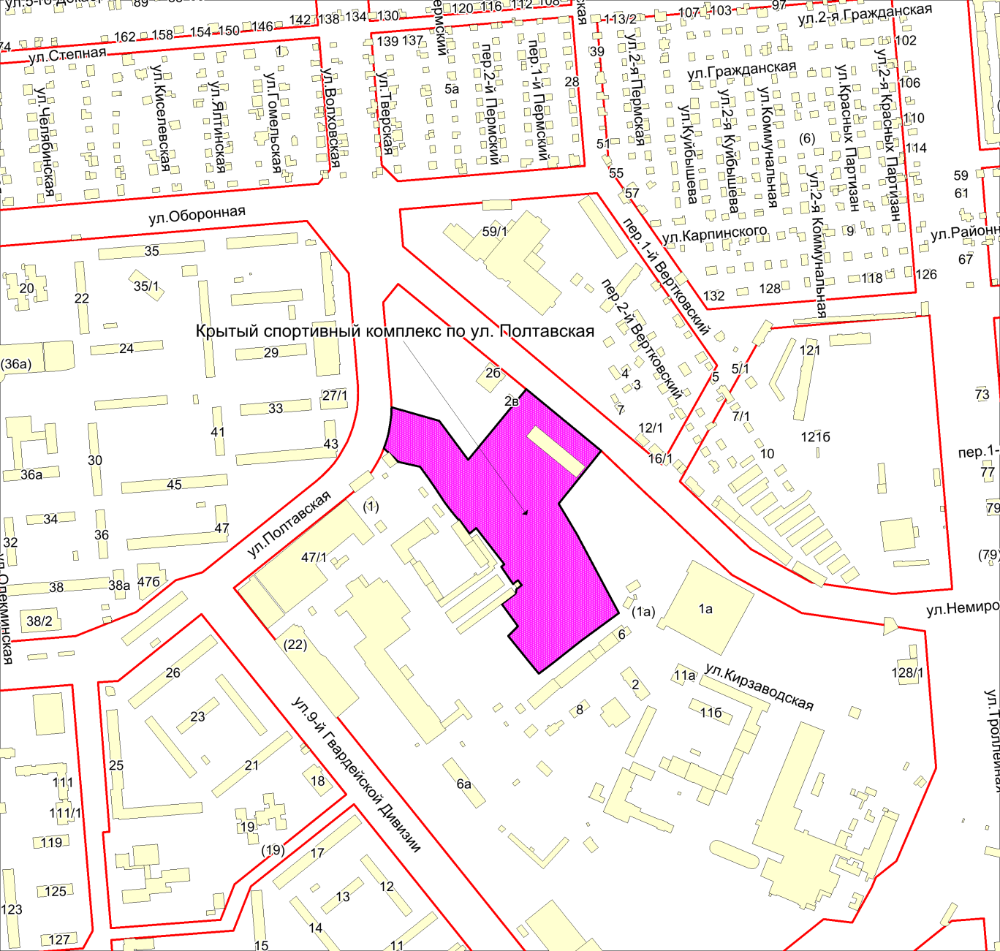 89
142
138
134
130
120
116
112
108
113/2
107
103
97
ул.2-я Гражданская
162
158
154
150
146
74
ул.Степная
1
139
137
39
28
5а
102
106
110
114
ул.Гражданская
ул.Челябинская
ул.Киселевская
ул.Ялтинская
ул.Гомельская
ул.Волховская
ул.Тверская
пер.2-й Пермский
пер.1-й Пермский
ул.2-я Пермская
ул.Куйбышева
ул.2-я Куйбышева
ул.Коммунальная
ул.2-я Коммунальная
ул.Красных Партизан
ул.2-я Красных Партизан
(6)
51
55
57
59
61
67
9
ул.Оборонная
ул.Карпинского
ул.Районн
59/1
35
35/1
20
22
пер.1-й Вертковский
пер.2-й Вертковский
132
128
118
126
Крытый спортивный комплекс по ул. Полтавская
(36а)
24
29
33
27/1
2б
2в
4
3
7
5
5/1
7/1
121
121б
73
12/1
16/1
10
пер.1-
77
79
(79)
41
43
30
36а
45
34
36
47
32
ул.Полтавская
(1)
47/1
38
38а
47б
38/2
ул.Олекминская
(22)
(1а)
1а
6
ул.Немиро
26
23
25
21
18
ул.9-й Гвардейской Дивизии
2
8
11а
11б
ул.Кирзаводская
128/1
ул.Троллейная
6а
111
111/1
119
125
123
127
19
(19)
17
13
12
14
15
11